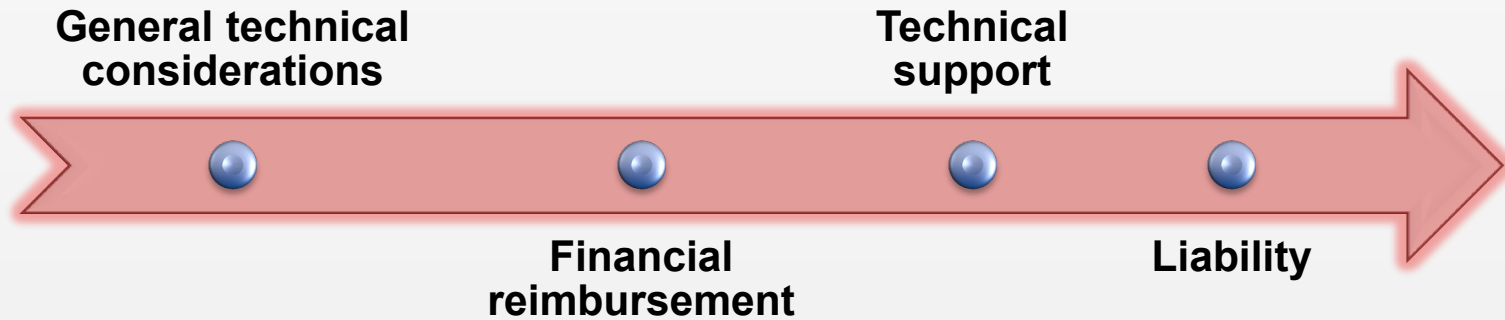 General technical
considerations
Financial
reimbursement
Technical
support
Liability